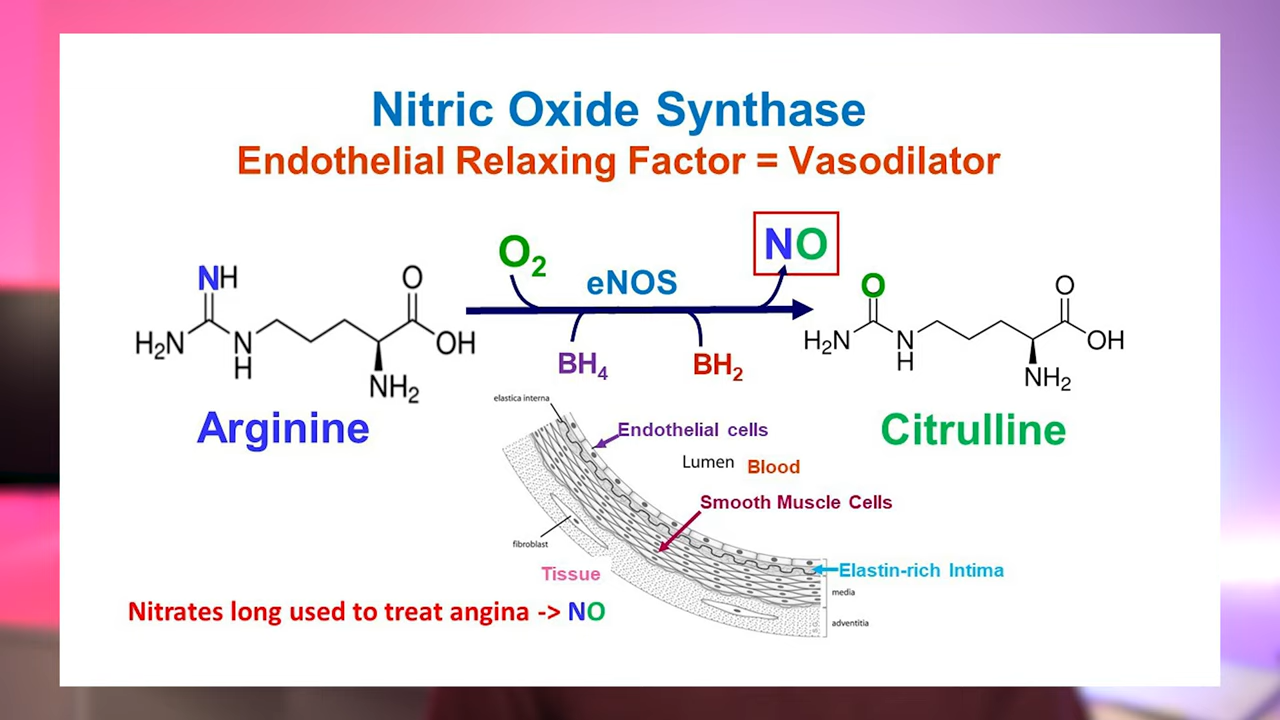 Nitric Oxide Synthase
Endothelial Relaxing Factor = Vasodilator
O2
eNOS
NO
BH4
BH2
NH
H2N
N
H
O
OH
NH2
Arginine
O
H2N
N
H
O
OH
NH2
Citrulline
elastica interna
Endothelial cells
Lumen
Blood
Smooth Muscle Cells
fibroblast
Tissue
Elastin-rich Intima
media
adventitia
Nitrates long used to treat angina -> NO